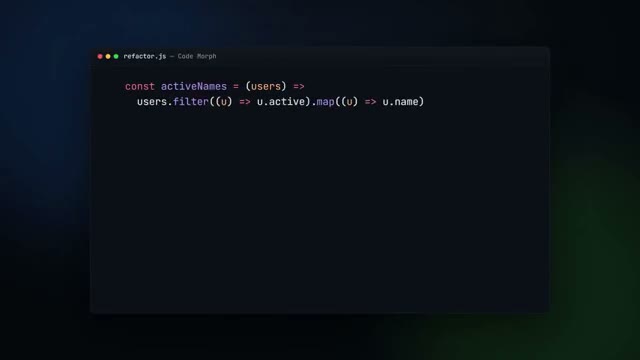 refactor.js — Code Morph
const activeNames = (users) =>
  users.filter((u) => u.active).map((u) => u.name)